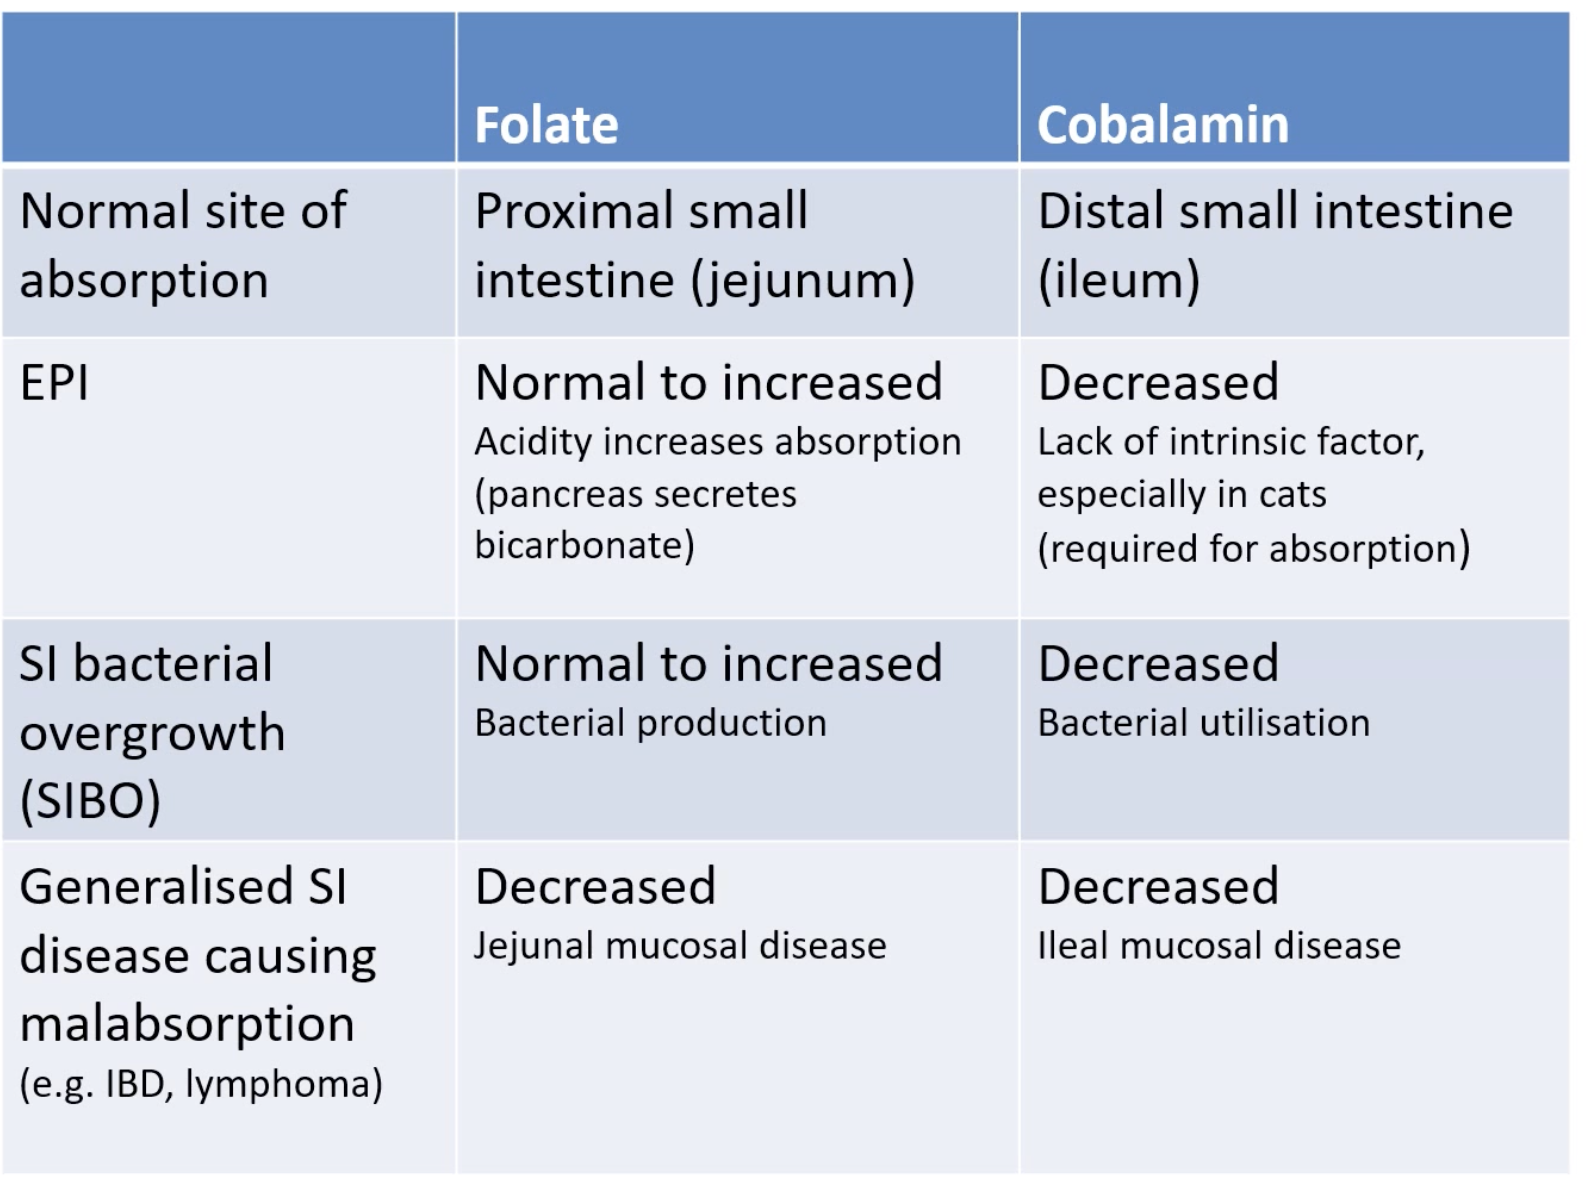 Folate
Cobalamin
Normal site of
absorption
Proximal small
intestine (jejunum)
Distal small intestine
(ileum)
EPI
Normal to increased
Acidity increases absorption
(pancreas secretes
bicarbonate)
Decreased
Lack of intrinsic factor,
especially in cats
(required for absorption)
SI bacterial
overgrowth
(SIBO)
Normal to increased
Bacterial production
Decreased
Bacterial utilisation
Generalised SI
disease causing
malabsorption
(e.g. IBD, lymphoma)
Decreased
Jejunal mucosal disease
Decreased
Ileal mucosal disease